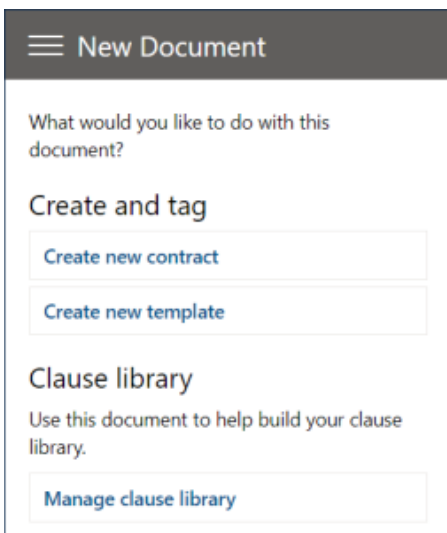 New Document
What would you like to do with this
document?
Create and tag
Create new contract
Create new template
Clause library
Use this document to help build your clause
library.
Manage clause library